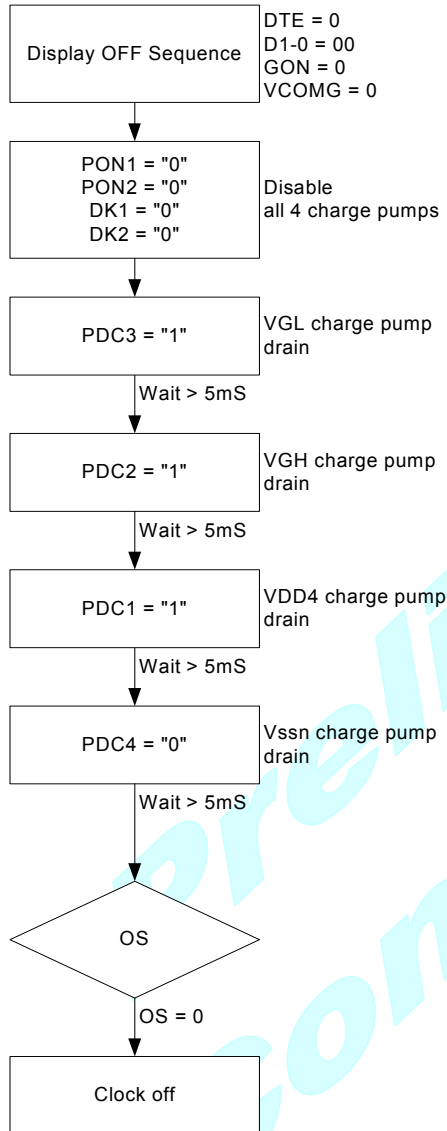 Display OFF Sequence
DTE = 0
D1-0 = 00
GON = 0
VCOMG = 0
PON1 = "0"
PON2 = "0"
DK1 = "0"
DK2 = "0"
Disable
all 4 charge pumps
PDC3 = "1"
VGL charge pump
drain
Wait > 5mS
PDC2 = "1"
VGH charge pump
drain
Wait > 5mS
PDC1 = "1"
VDD4 charge pump
drain
Wait > 5mS
PDC4 = "0"
Vssn charge pump
drain
Wait > 5mS
OS
OS = 0
Clock off
Preli
con